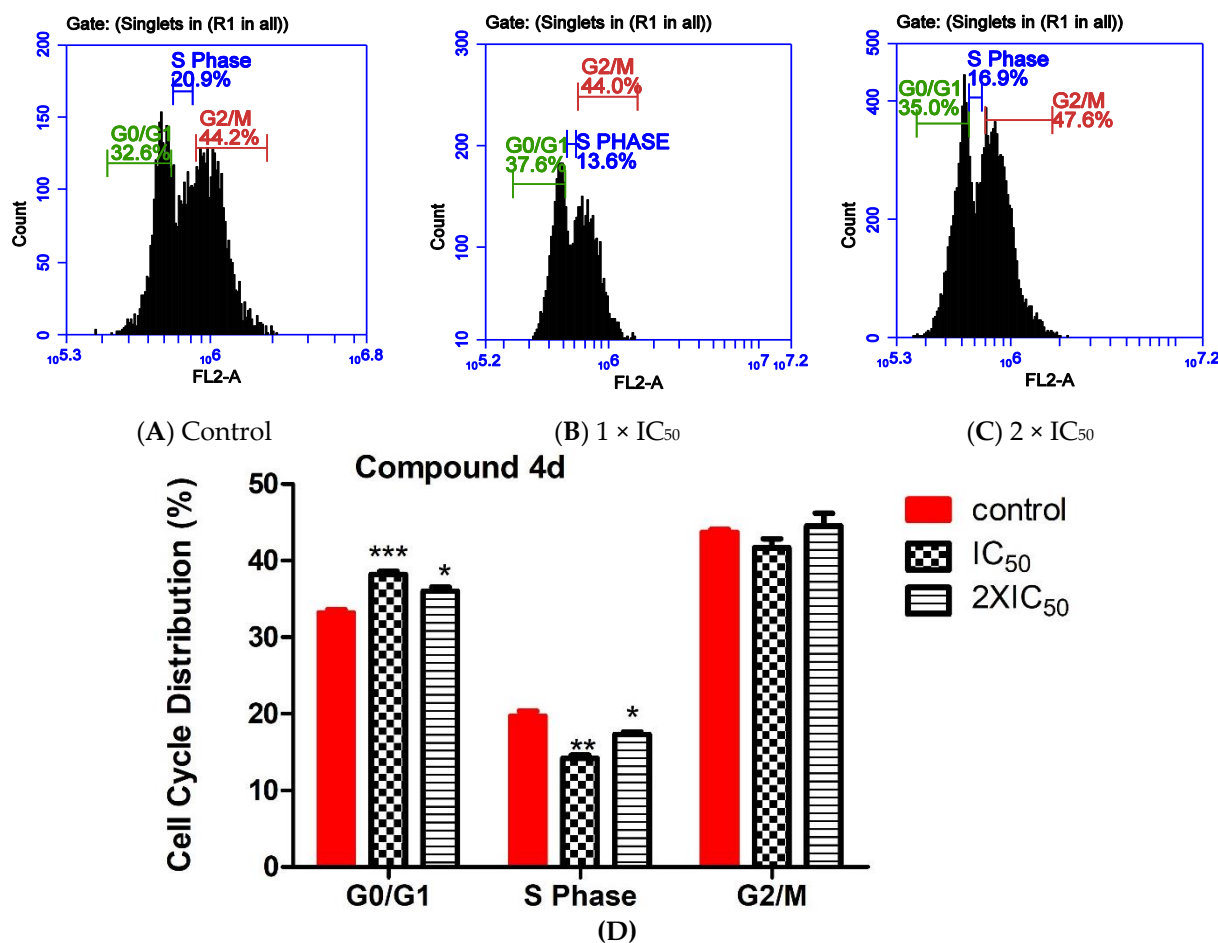 Gate: (Singlets in (R1 in all))
200
150
100
50
0
Count
S Phase
20.9%
G0/G1
32.6%
G2/M
44.2%
10^5.3
10^6
10^6.8
FL2-A
(A) Control
Gate: (Singlets in (R1 in all))
300
200
100
10
Count
G2/M
44.0%
G0/G1
37.6%
S PHASE
13.6%
10^5.2
10^6
10^7
10^7.2
FL2-A
(B) 1 × IC₅₀
Gate: (Singlets in (R1 in all))
500
400
200
0
Count
S Phase
16.9%
G0/G1
35.0%
G2/M
47.6%
10^5.3
10^6
10^7.2
FL2-A
(C) 2 × IC₅₀
Compound 4d
Cell Cycle Distribution (%)
50
40
30
20
10
0
***
*
**
*
G0/G1
S Phase
G2/M
control
IC₅₀
2XIC₅₀
(D)